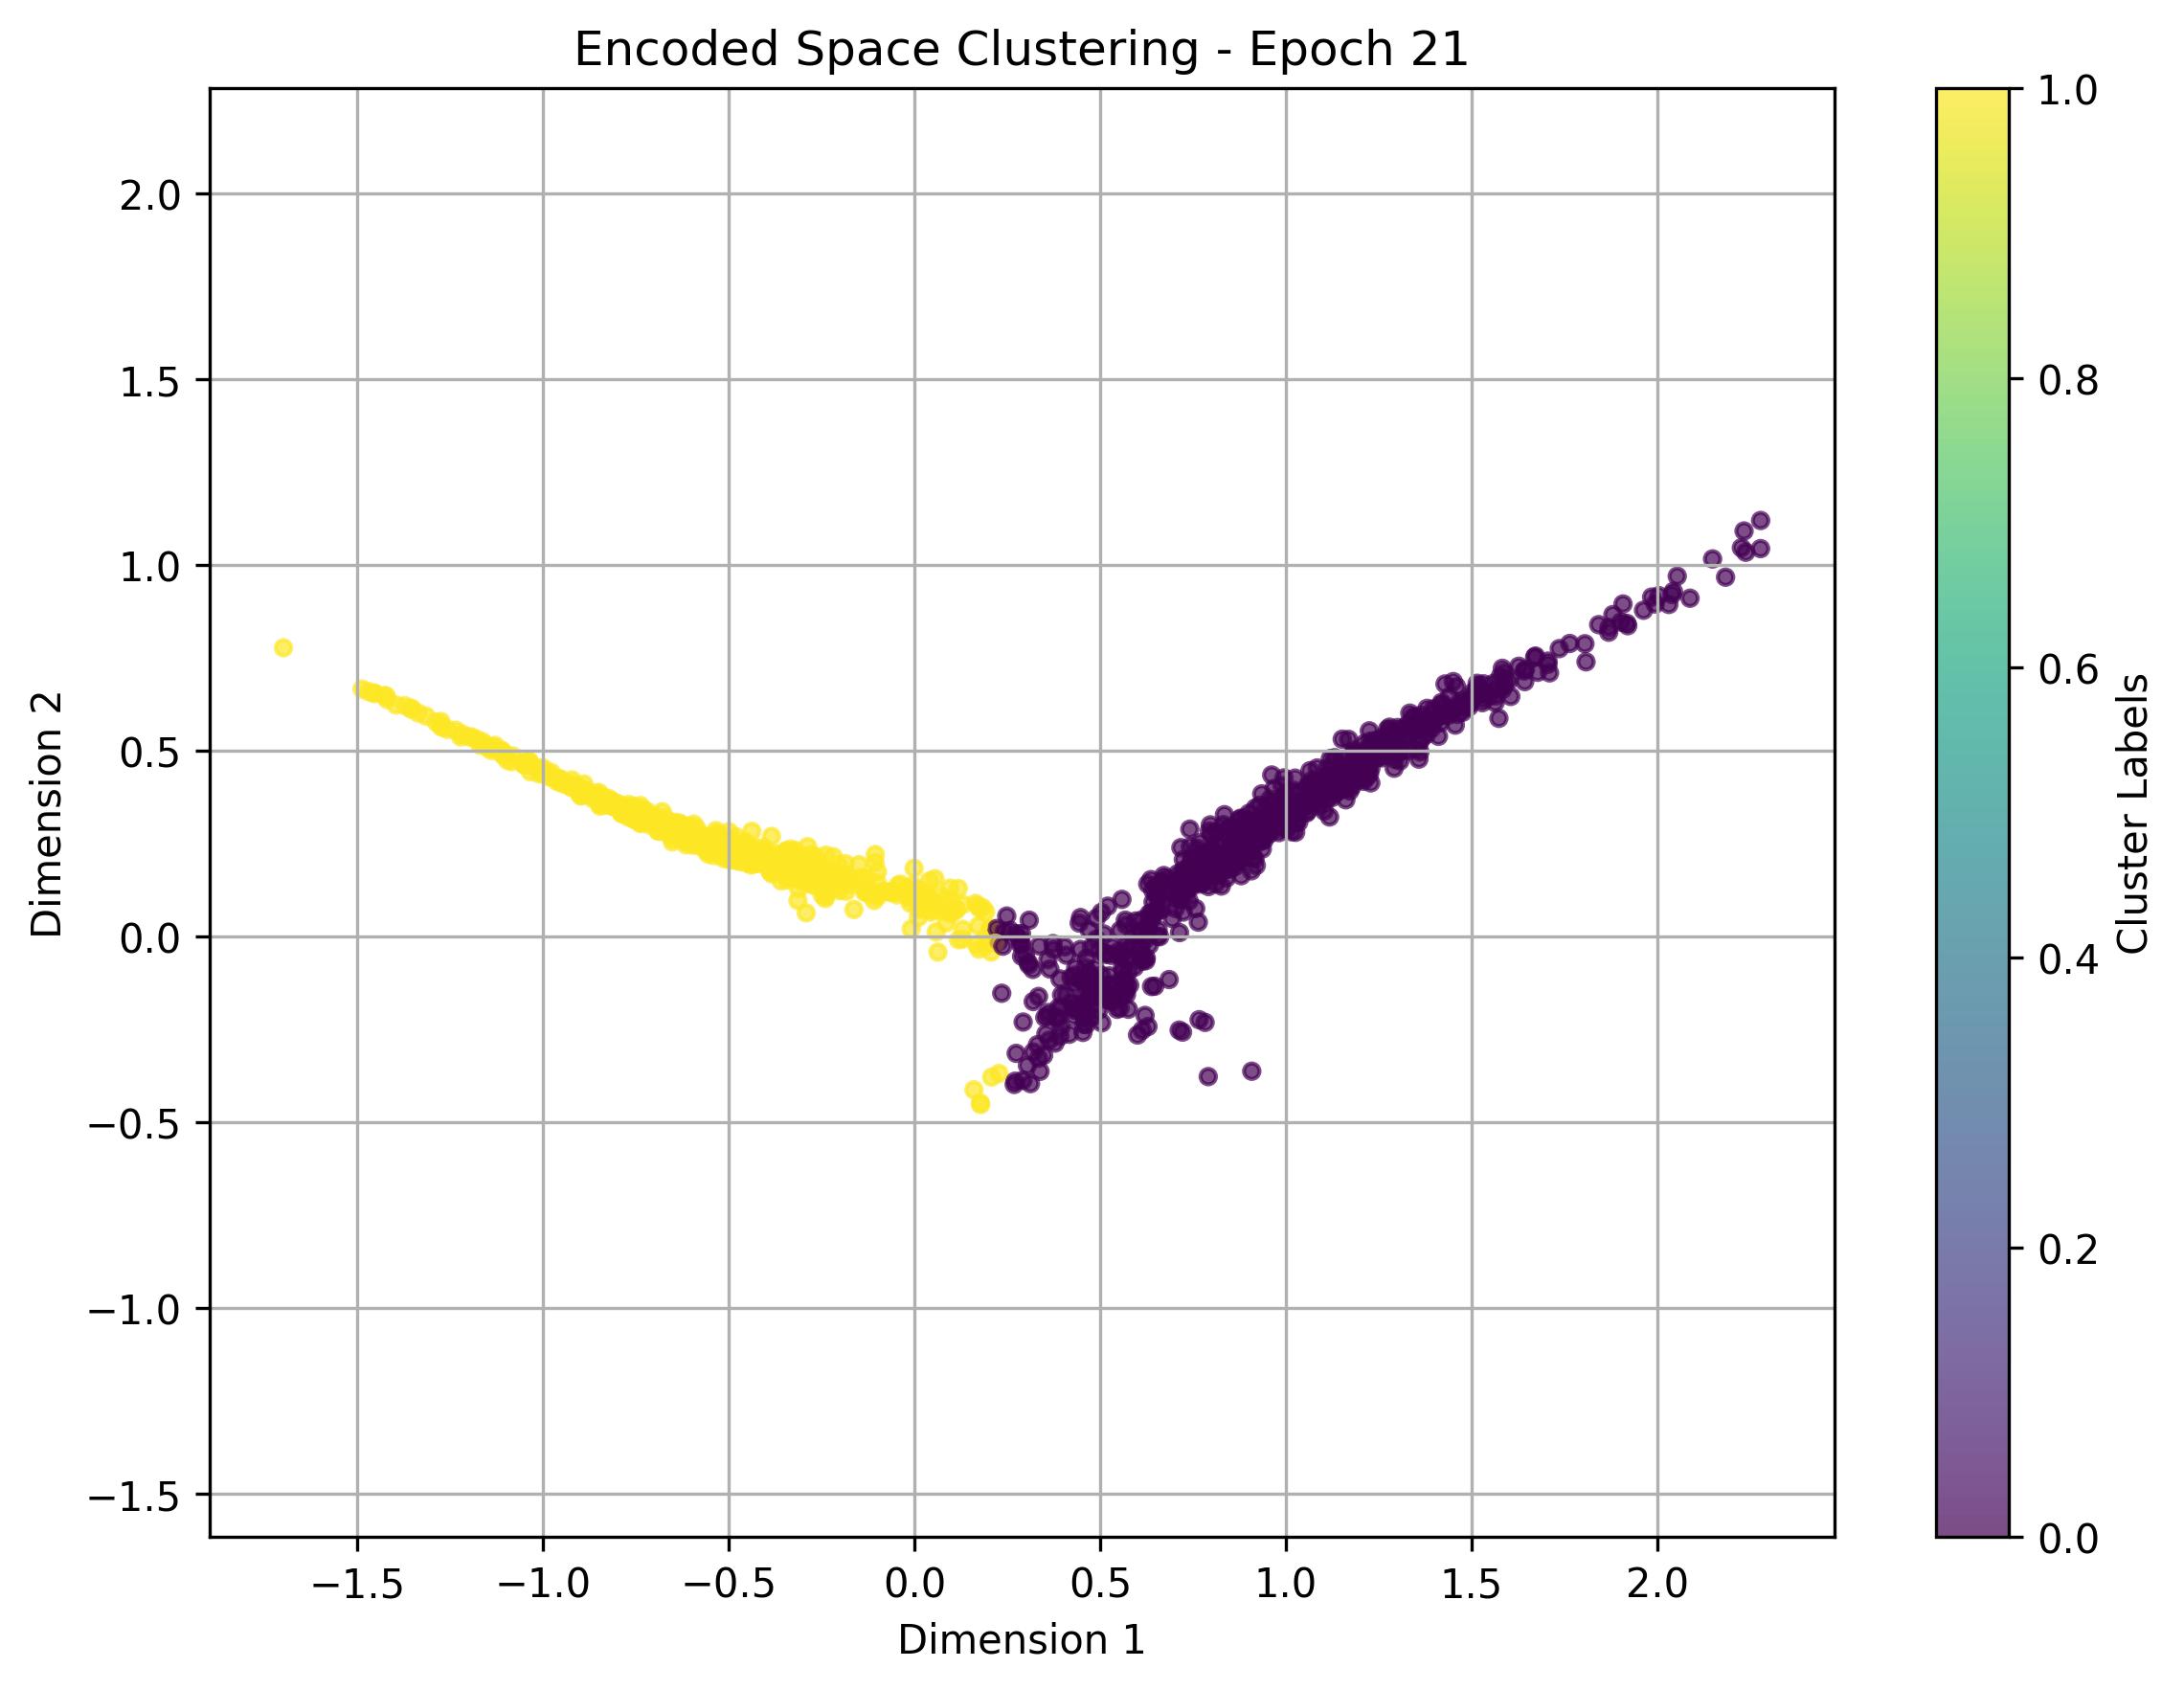 Encoded Space Clustering - Epoch 21
Dimension 2
2.0
1.5
1.0
0.5
0.0
−0.5
−1.0
−1.5
−1.5 −1.0 −0.5 0.0 0.5 1.0 1.5 2.0
Dimension 1
1.0
0.8
0.6
0.4
0.2
0.0
Cluster Labels